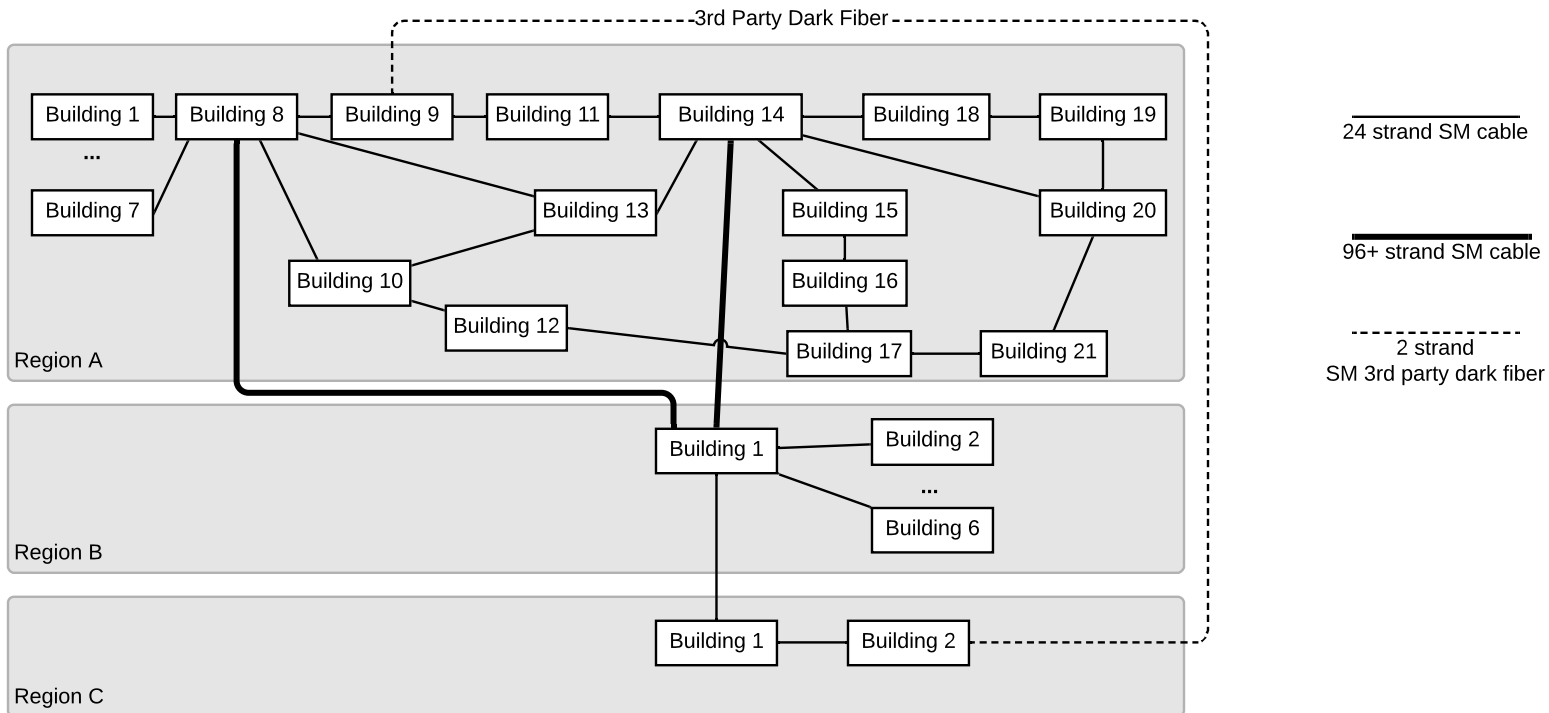 3rd Party Dark Fiber
Building 1
Building 8
Building 9
Building 11
Building 14
Building 18
Building 19
...
Building 7
Building 13
Building 15
Building 20
Building 10
Building 16
Building 12
Building 17
Building 21
Region A
Building 1
Building 2
...
Building 6
Region B
Building 1
Building 2
Region C
24 strand SM cable
96+ strand SM cable
2 strand
SM 3rd party dark fiber